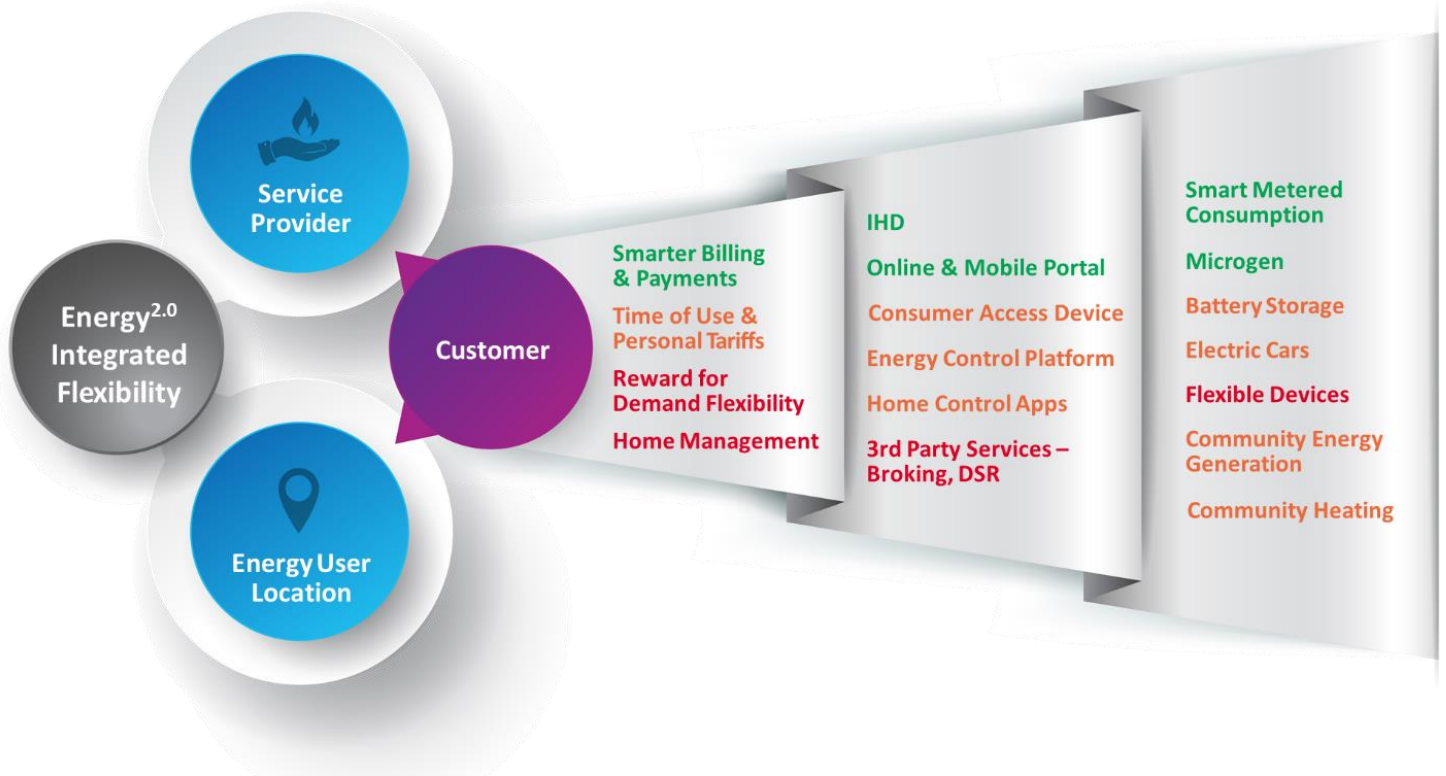 Service
Provider
Energy2.0
Integrated
Flexibility
Customer
Energy User
Location
Smarter Billing
& Payments
Time of Use &
Personal Tariffs
Reward for
Demand Flexibility
Home Management
IHD
Online & Mobile Portal
Consumer Access Device
Energy Control Platform
Home Control Apps
3rd Party Services –
Broking, DSR
Smart Metered
Consumption
Microgen
Battery Storage
Electric Cars
Flexible Devices
Community Energy
Generation
Community Heating